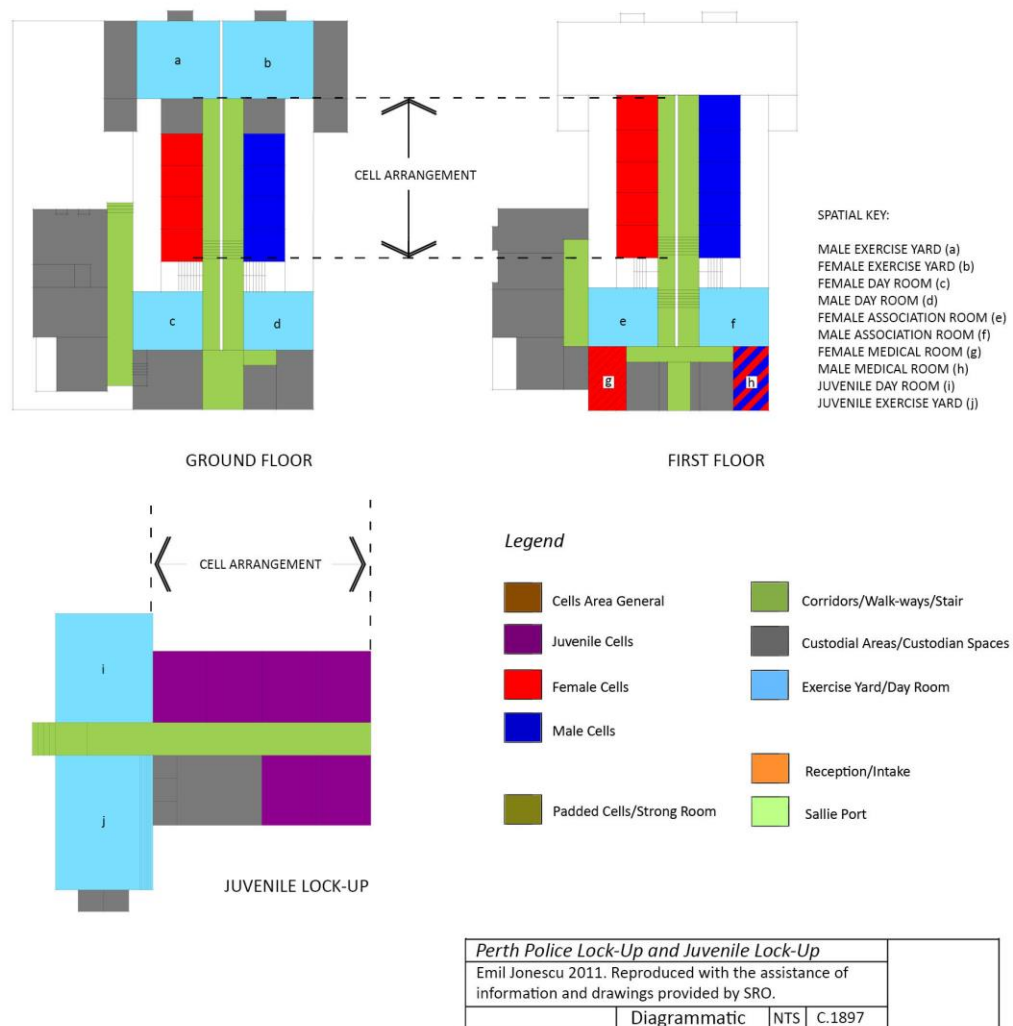 a
b
CELL ARRANGEMENT
c
d
e
f
g
h
GROUND FLOOR
FIRST FLOOR
SPATIAL KEY:
MALE EXERCISE YARD (a)
FEMALE EXERCISE YARD (b)
FEMALE DAY ROOM (c)
MALE DAY ROOM (d)
FEMALE ASSOCIATION ROOM (e)
MALE ASSOCIATION ROOM (f)
FEMALE MEDICAL ROOM (g)
MALE MEDICAL ROOM (h)
JUVENILE DAY ROOM (i)
JUVENILE EXERCISE YARD (j)
CELL ARRANGEMENT
i
j
JUVENILE LOCK-UP
Legend
Cells Area General
Juvenile Cells
Female Cells
Male Cells
Padded Cells/Strong Room
Corridors/Walk-ways/Stair
Custodial Areas/Custodian Spaces
Exercise Yard/Day Room
Reception/Intake
Sallie Port
Perth Police Lock-Up and Juvenile Lock-Up
Emil Jonescu 2011. Reproduced with the assistance of
information and drawings provided by SRO.
Diagrammatic NTS C.1897